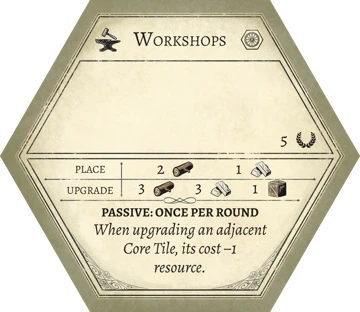 WORKSHOPS
5
PLACE 2 1
UPGRADE 3 3 1
PASSIVE: ONCE PER ROUND
When upgrading an adjacent
Core Tile, its cost –1
resource.